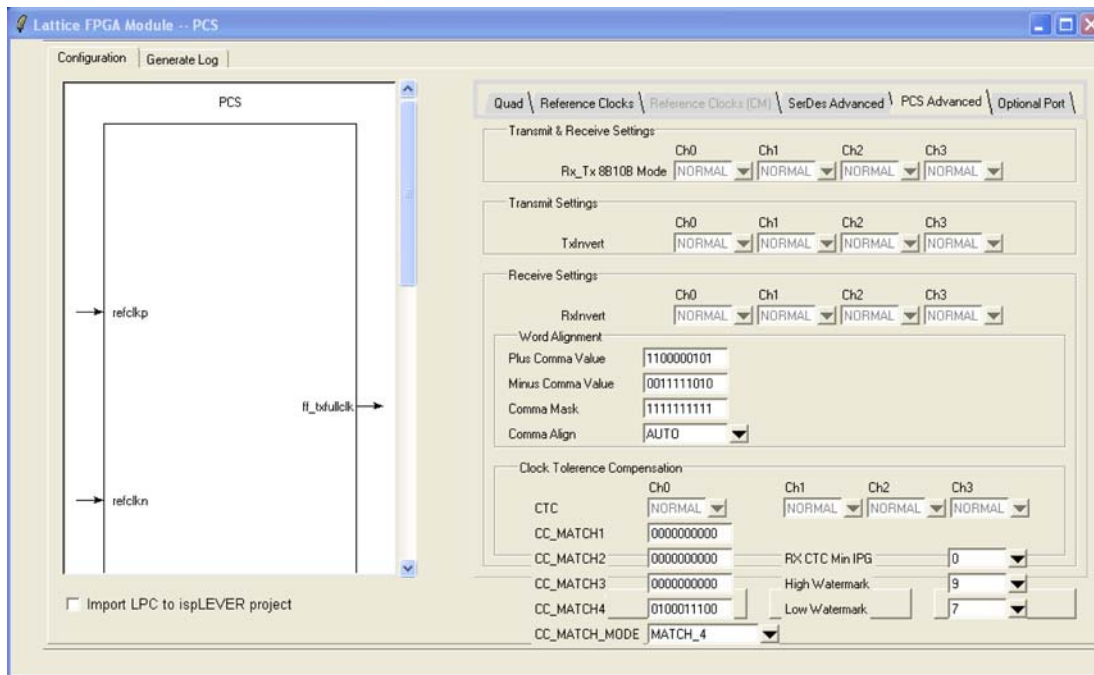 Lattice FPGA Module -- PCS
Configuration Generate Log
PCS
refclkp
ff_txfullclk
refclkn
Import LPC to ispLEVER project
Quad Reference Clocks Reference Clocks (CM) SerDes Advanced PCS Advanced Optional Port
Transmit & Receive Settings
Ch0 Ch1 Ch2 Ch3
Rx_Tx 8B10B Mode NORMAL NORMAL NORMAL NORMAL
Transmit Settings
Ch0 Ch1 Ch2 Ch3
TxInvert NORMAL NORMAL NORMAL NORMAL
Receive Settings
Ch0 Ch1 Ch2 Ch3
RxInvert NORMAL NORMAL NORMAL NORMAL
Word Alignment
Plus Comma Value 1100000101
Minus Comma Value 0011111010
Comma Mask 1111111111
Comma Align AUTO
Clock Tolerence Compensation
Ch0 Ch1 Ch2 Ch3
CTC NORMAL NORMAL NORMAL NORMAL
CC_MATCH1 0000000000
CC_MATCH2 0000000000 RX CTC Min IPG 0
CC_MATCH3 0000000000 High Watermark 9
CC_MATCH4 0100011100 Low Watermark 7
CC_MATCH_MODE MATCH_4